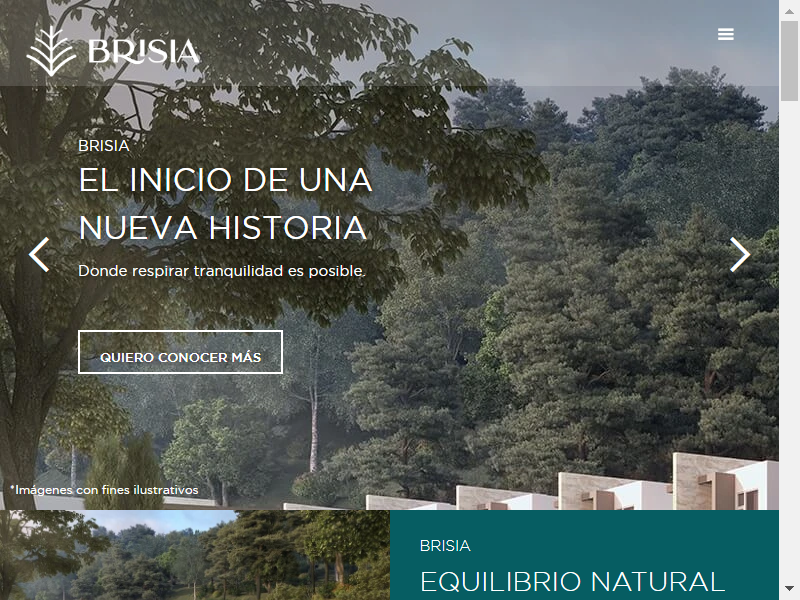 BRISIA
BRISIA
EL INICIO DE UNA
NUEVA HISTORIA
Donde respirar tranquilidad es posible.
QUIERO CONOCER MÁS
*Imágenes con fines ilustrativos
BRISIA
EQUILIBRIO NATURAL